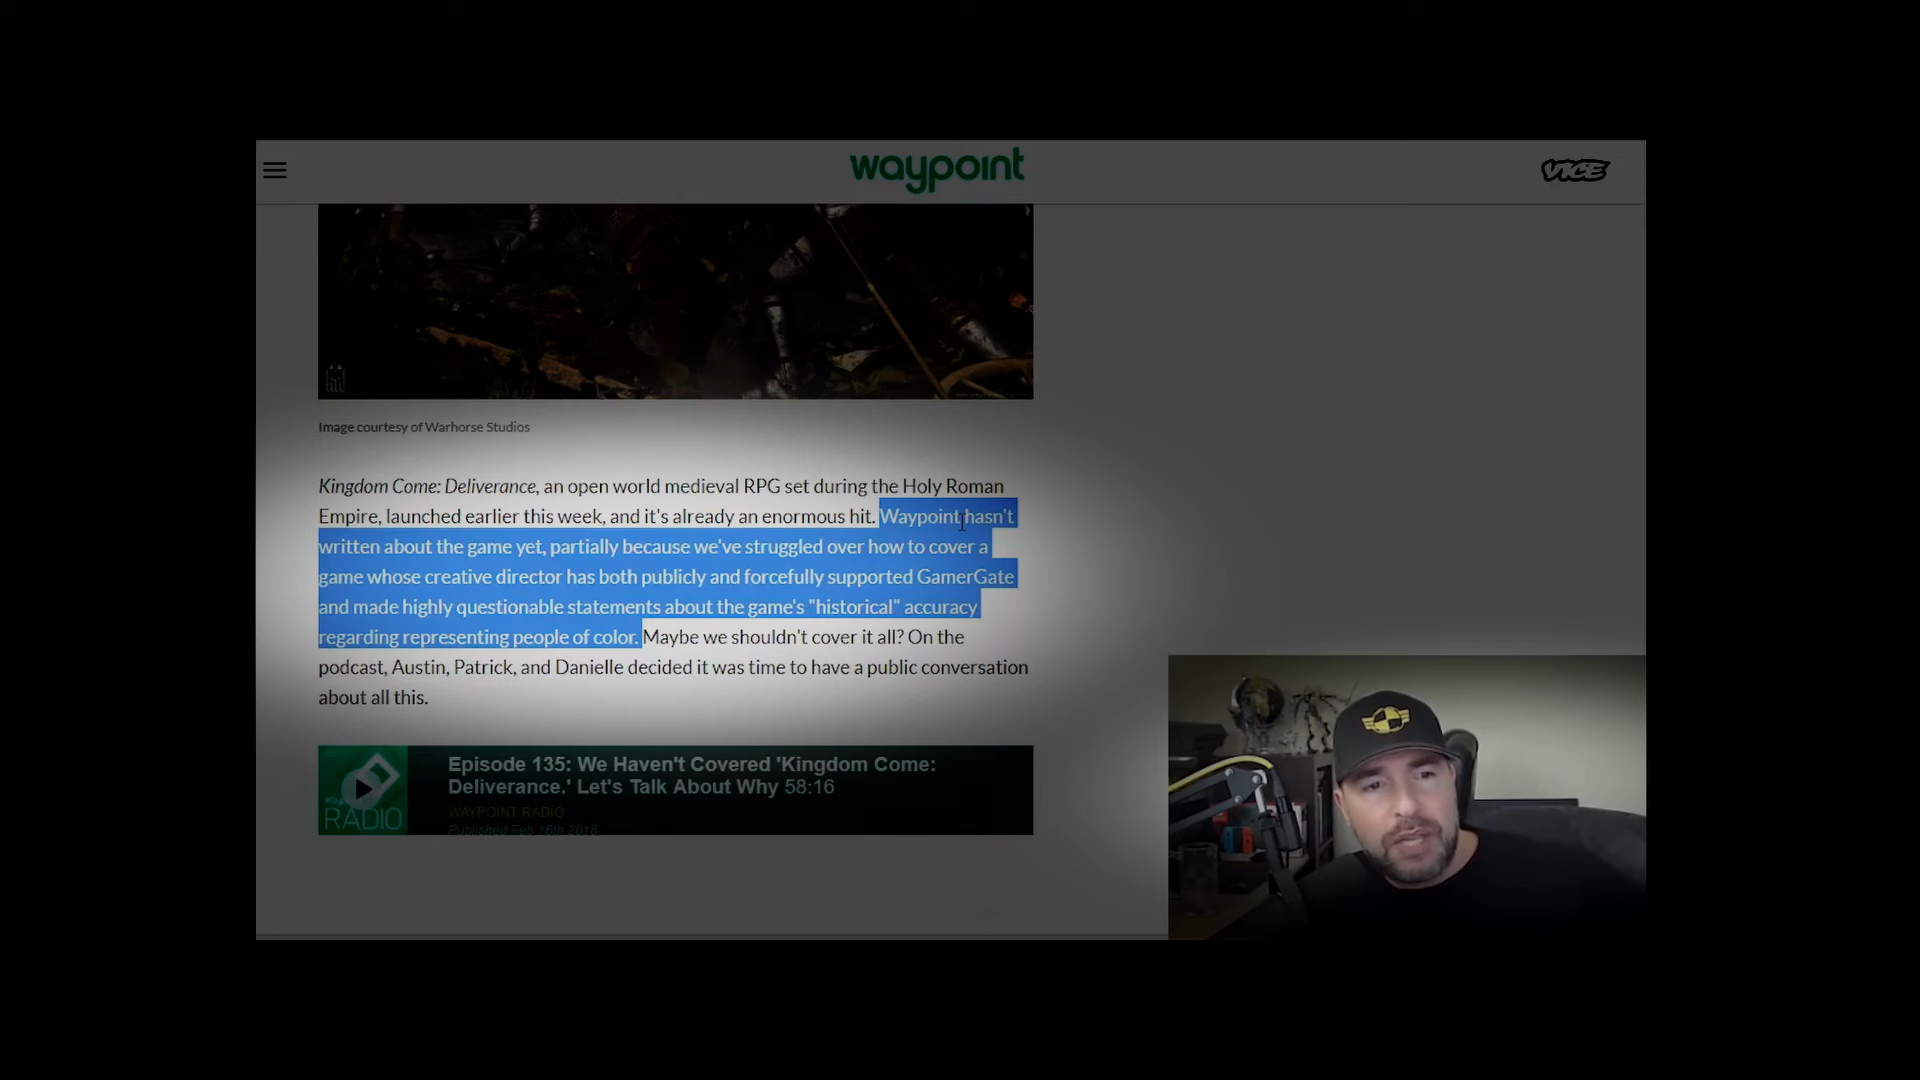 waypoint
VICE
Image courtesy of Warhorse Studios
Kingdom Come: Deliverance, an open world medieval RPG set during the Holy Roman
Empire, launched earlier this week, and it's already an enormous hit. Waypoint hasn't
written about the game yet, partially because we've struggled over how to cover a
game whose creative director has both publicly and forcefully supported GamerGate
and made highly questionable statements about the game's "historical" accuracy
regarding representing people of color. Maybe we shouldn't cover it all? On the
podcast, Austin, Patrick, and Danielle decided it was time to have a public conversation
about all this.
RADIO
Episode 135: We Haven't Covered 'Kingdom Come:
Deliverance.' Let's Talk About Why 58:16
WAYPOINT RADIO
Published Feb 16th 2018